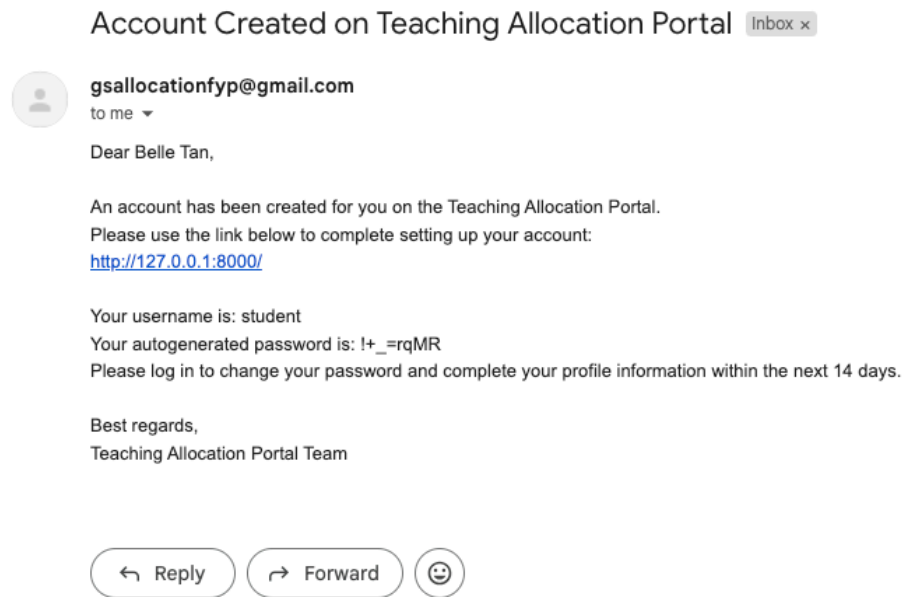 Account Created on Teaching Allocation Portal Inbox ×
gsallocationfyp@gmail.com
to me
Dear Belle Tan,
An account has been created for you on the Teaching Allocation Portal.
Please use the link below to complete setting up your account:
http://127.0.0.1:8000/
Your username is: student
Your autogenerated password is: !+_=rqMR
Please log in to change your password and complete your profile information within the next 14 days.
Best regards,
Teaching Allocation Portal Team
Reply Forward